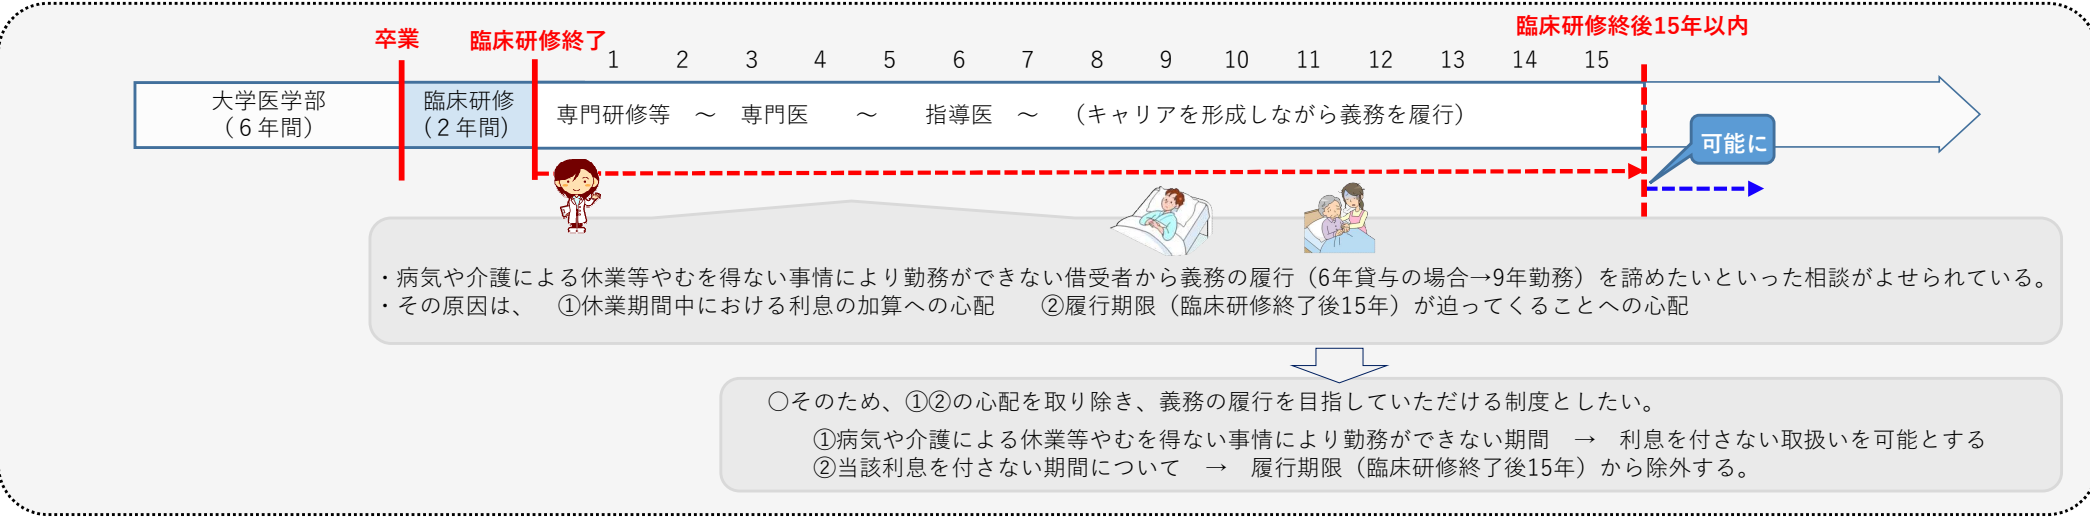 卒業
臨床研修終了
臨床研修終後15年以内
1 2 3 4 5 6 7 8 9 10 11 12 13 14 15
大学医学部
（６年間）
臨床研修
（２年間）
専門研修等 ～ 専門医 ～ 指導医 ～ （キャリアを形成しながら義務を履行）
可能に
・病気や介護による休業等やむを得ない事情により勤務ができない借受者から義務の履行（6年貸与の場合→9年勤務）を諦めたいといった相談がよせられている。
・その原因は、 ①休業期間中における利息の加算への心配 ②履行期限（臨床研修終了後15年）が迫ってくることへの心配
○そのため、①②の心配を取り除き、義務の履行を目指していただける制度としたい。
①病気や介護による休業等やむを得ない事情により勤務ができない期間 → 利息を付さない取扱いを可能とする
②当該利息を付さない期間について → 履行期限（臨床研修終了後15年）から除外する。